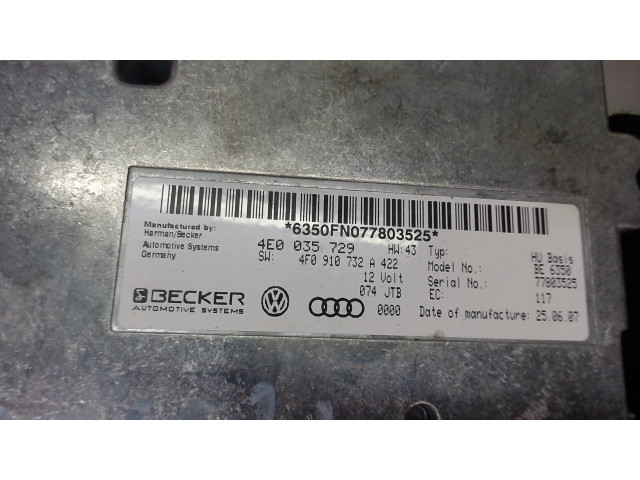 *6350FN077803525*
Manufactured by:
Harman/Becker
Automotive Systems
Germany
4E0 035 729 HW:43 Typ: HU Basis
SW: 4F0 910 732 A 422 Model No.: BE 6350
12 Volt Serial No.: 77803525
074 JTB EC: 117
BECKER
AUTOMOTIVE SYSTEMS
0000 Date of manufacture: 25.06.07